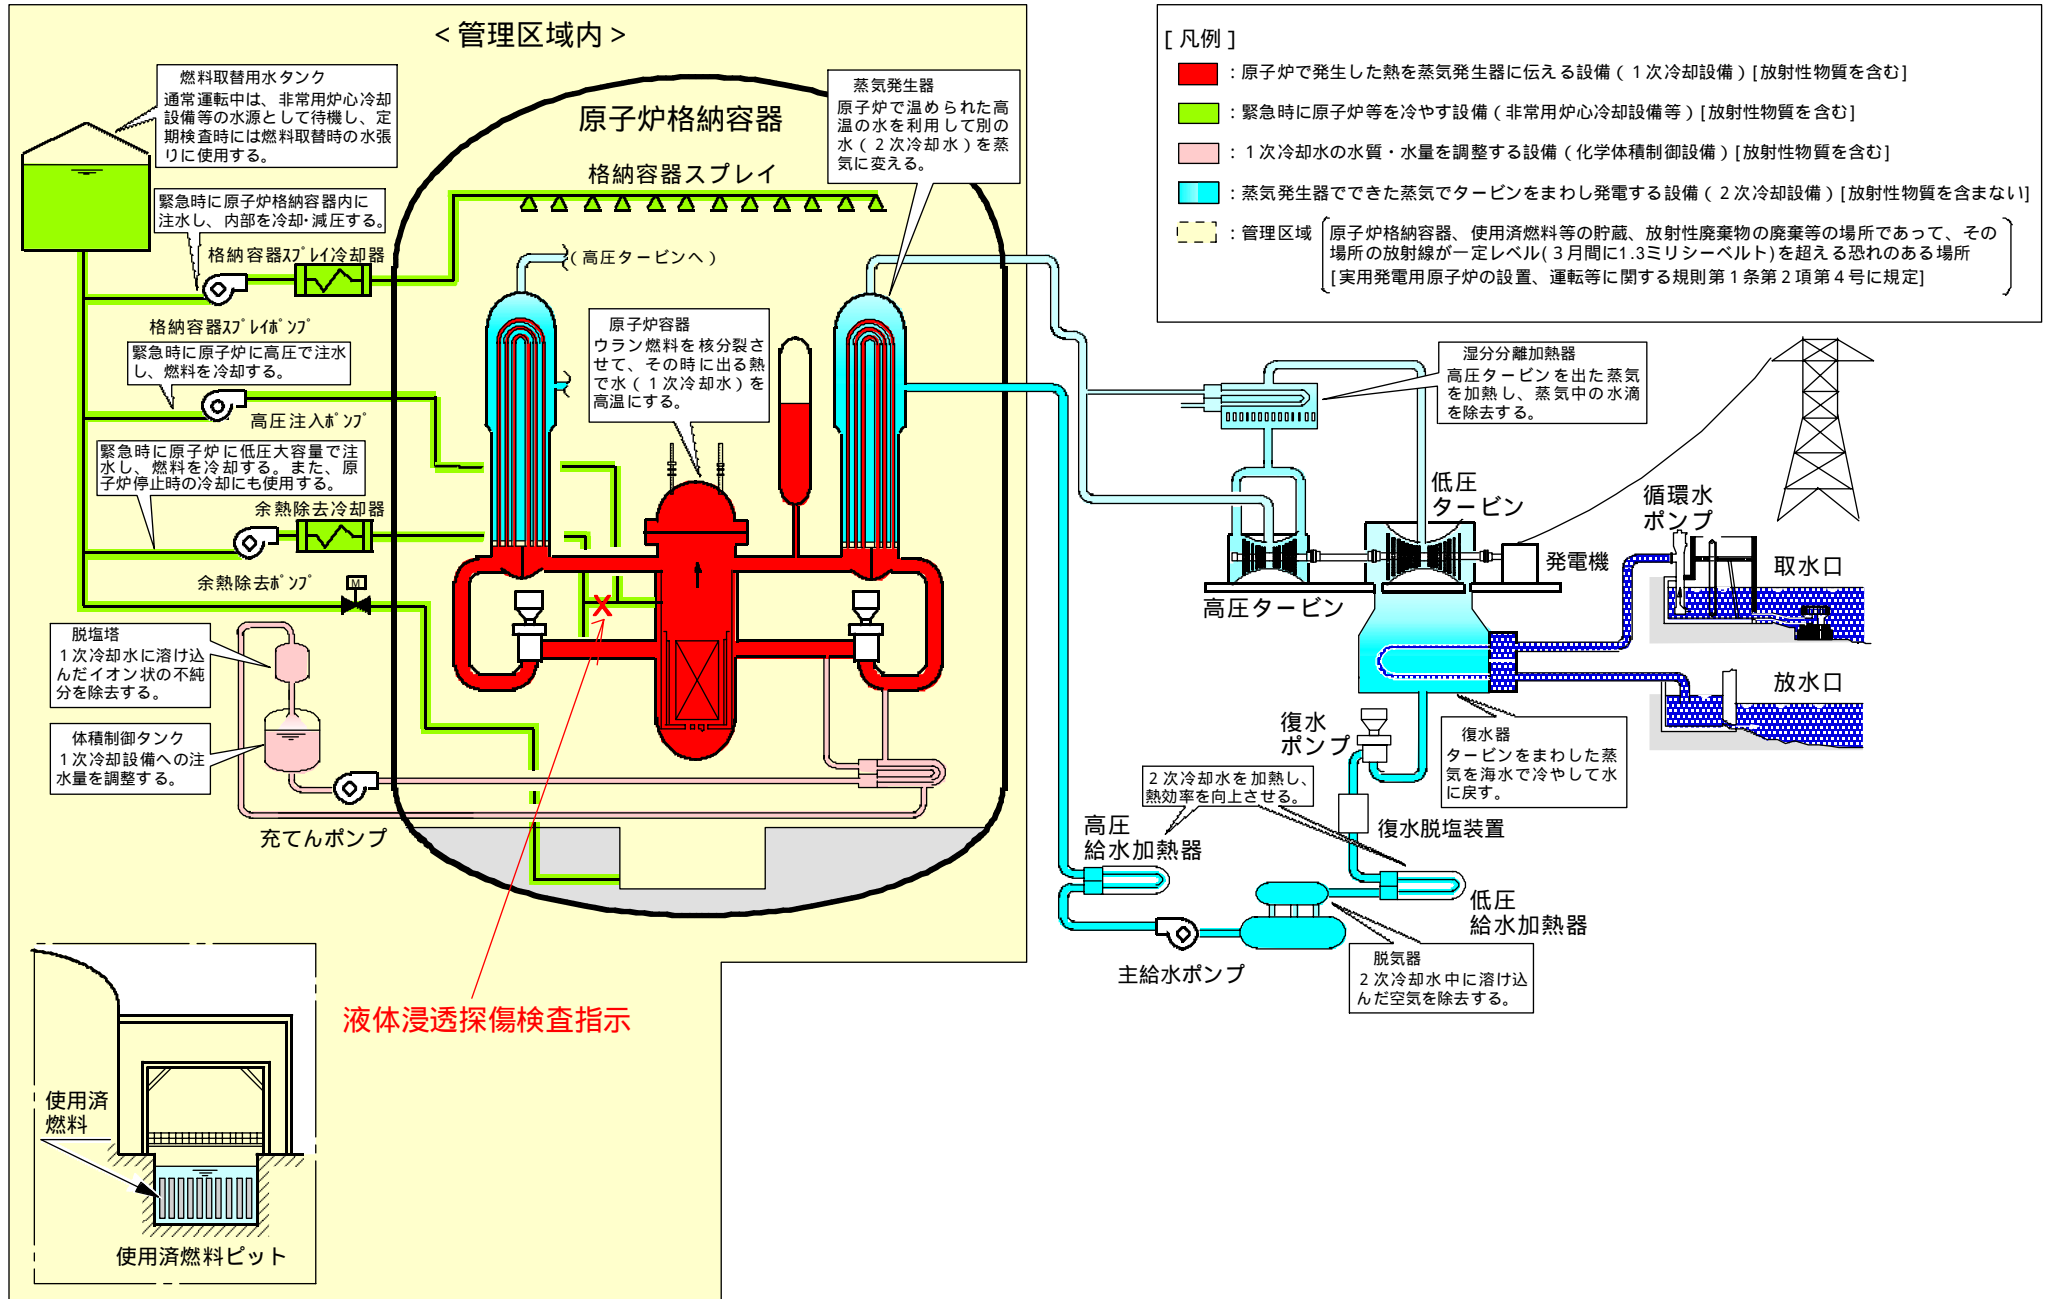 ＜管理区域内＞
燃料取替用水タンク
通常運転中は、非常用炉心冷却
設備等の水源として待機し、定
期検査時には燃料取替時の水張
りに使用する。
緊急時に原子炉格納容器内に
注水し、内部を冷却･減圧する。
格納容器ｽﾌﾟﾚｲ冷却器
格納容器ｽﾌﾟﾚｲﾎﾟﾝﾌﾟ
緊急時に原子炉に高圧で注水
し、燃料を冷却する。
高圧注入ﾎﾟﾝﾌﾟ
緊急時に原子炉に低圧大容量で注
水し、燃料を冷却する。また、原
子炉停止時の冷却にも使用する。
余熱除去冷却器
余熱除去ﾎﾟﾝﾌﾟ
M
脱塩塔
１次冷却水に溶け込
んだイオン状の不純
分を除去する。
体積制御タンク
１次冷却設備への注
水量を調整する。
充てんポンプ
原子炉格納容器
格納容器スプレイ
蒸気発生器
原子炉で温められた高
温の水を利用して別の
水（２次冷却水）を蒸
気に変える。
（高圧タービンへ）
原子炉容器
ウラン燃料を核分裂さ
せて、その時に出る熱
で水（１次冷却水）を
高温にする。
X
液体浸透探傷検査指示
使用済
燃料
使用済燃料ピット
[ 凡例 ]
：原子炉で発生した熱を蒸気発生器に伝える設備（１次冷却設備）[放射性物質を含む]
：緊急時に原子炉等を冷やす設備（非常用炉心冷却設備等）[放射性物質を含む]
：１次冷却水の水質・水量を調整する設備（化学体積制御設備）[放射性物質を含む]
：蒸気発生器でできた蒸気でタービンをまわし発電する設備（２次冷却設備）[放射性物質を含まない]
：管理区域
原子炉格納容器、使用済燃料等の貯蔵、放射性廃棄物の廃棄等の場所であって、その
場所の放射線が一定レベル(３月間に1.3ミリシーベルト)を超える恐れのある場所
[実用発電用原子炉の設置、運転等に関する規則第１条第２項第４号に規定]
湿分分離加熱器
高圧タービンを出た蒸気
を加熱し、蒸気中の水滴
を除去する。
低圧
タービン
高圧タービン
発電機
循環水
ポンプ
取水口
放水口
復水
ポンプ
復水器
タービンをまわした蒸
気を海水で冷やして水
に戻す。
２次冷却水を加熱し、
熱効率を向上させる。
復水脱塩装置
高圧
給水加熱器
低圧
給水加熱器
主給水ポンプ
脱気器
２次冷却水中に溶け込
んだ空気を除去する。